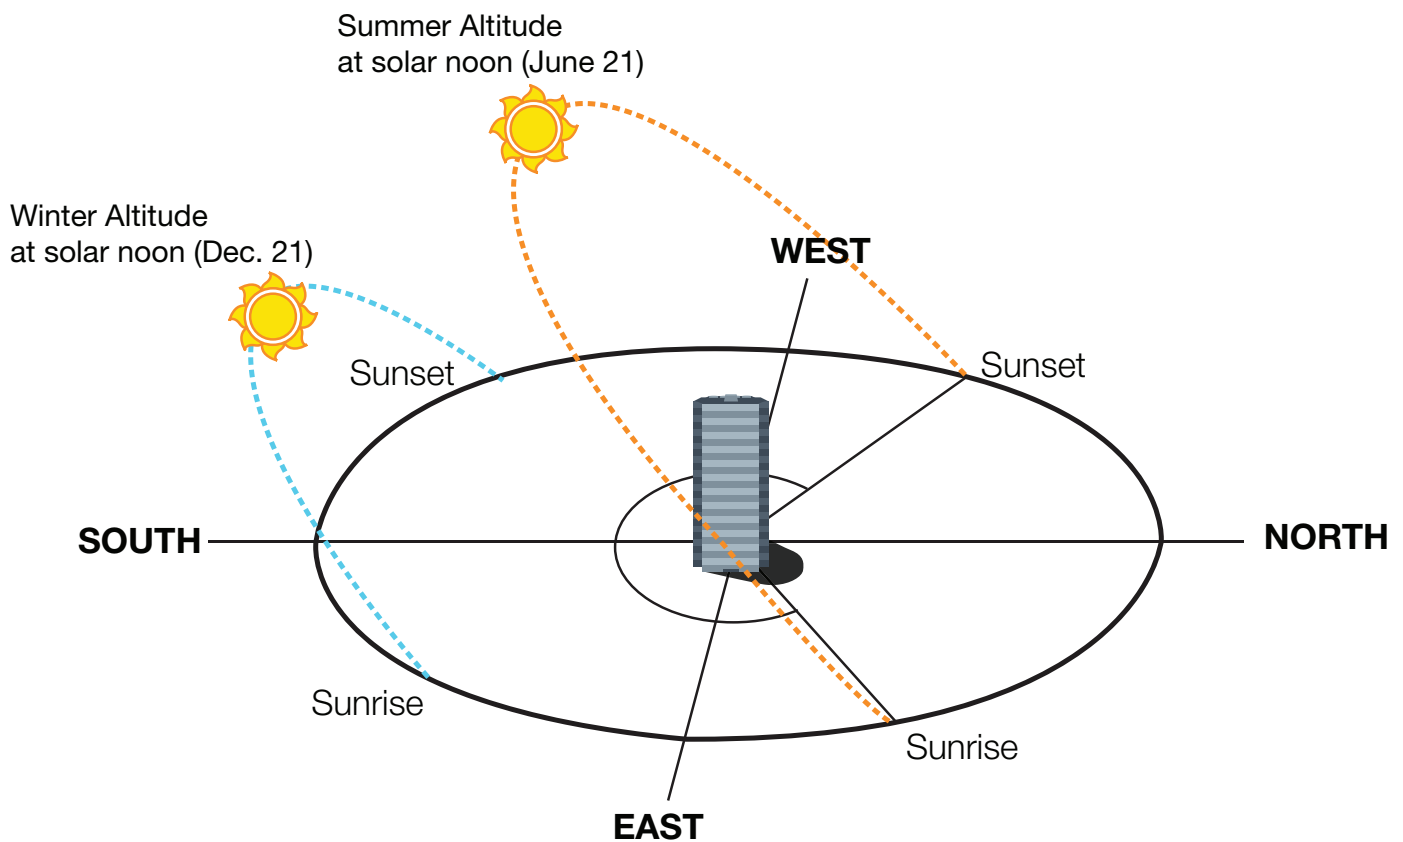 Summer Altitude
at solar noon (June 21)
Winter Altitude
at solar noon (Dec. 21)
WEST
Sunset
Sunset
SOUTH
NORTH
Sunrise
Sunrise
EAST